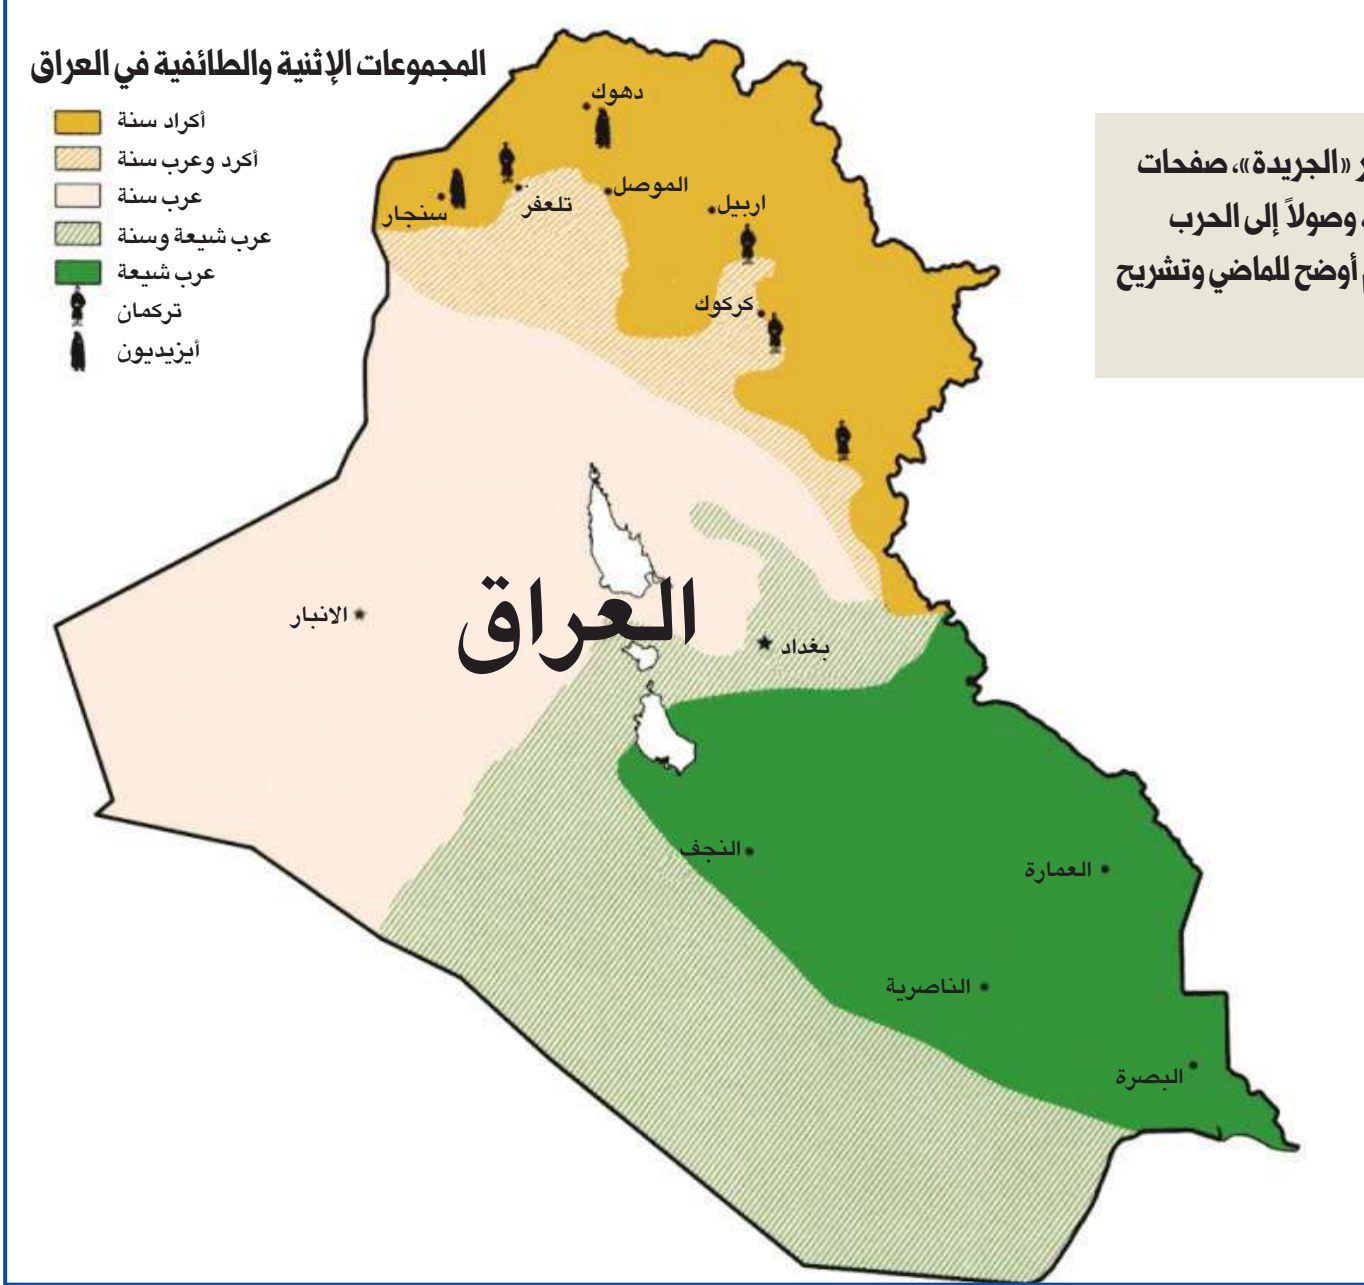 المجموعات الإثنية والطائفية في العراق
أكراد سنة
أكرد وعرب سنة
عرب سنة
عرب شيعة وسنة
عرب شيعة
تركمان
أيزيديون
«الجريدة»، صفحات
وصولاً إلى الحرب
أوضح للماضي وتشريح
دهوك
الموصل
اربيل
تلعفر
سنجار
كركوك
العراق
الانبار
بغداد
النجف
العمارة
الناصرية
البصرة